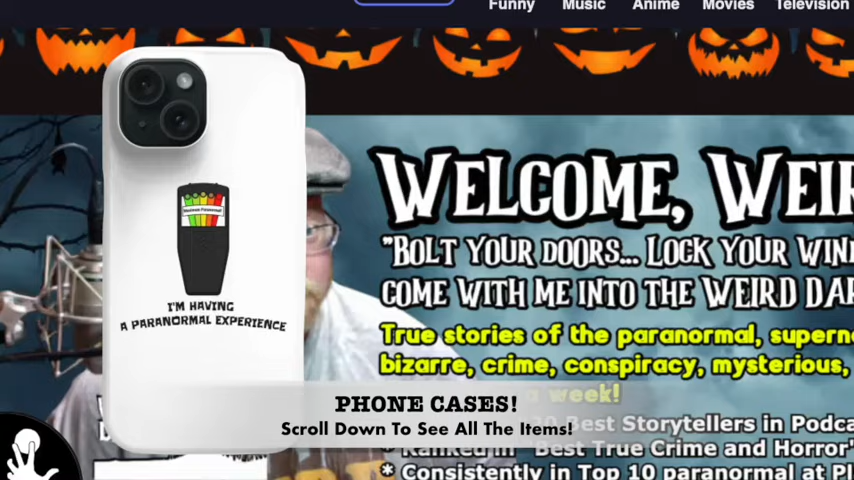 Funny Music Anime Movies Television
WELCOME, WEIR
"BOLT YOUR DOORS... LOCK YOUR WIN
COME WITH ME INTO THE WEIRD DA
True stories of the paranormal, superna
bizarre, crime, conspiracy, mysterious,
a week!
I'M HAVING
A PARANORMAL EXPERIENCE
PHONE CASES!
Scroll Down To See All The Items!
Best Storytellers in Podca
* Ranked in "Best True Crime and Horror"
* Consistently in Top 10 paranormal at Pl